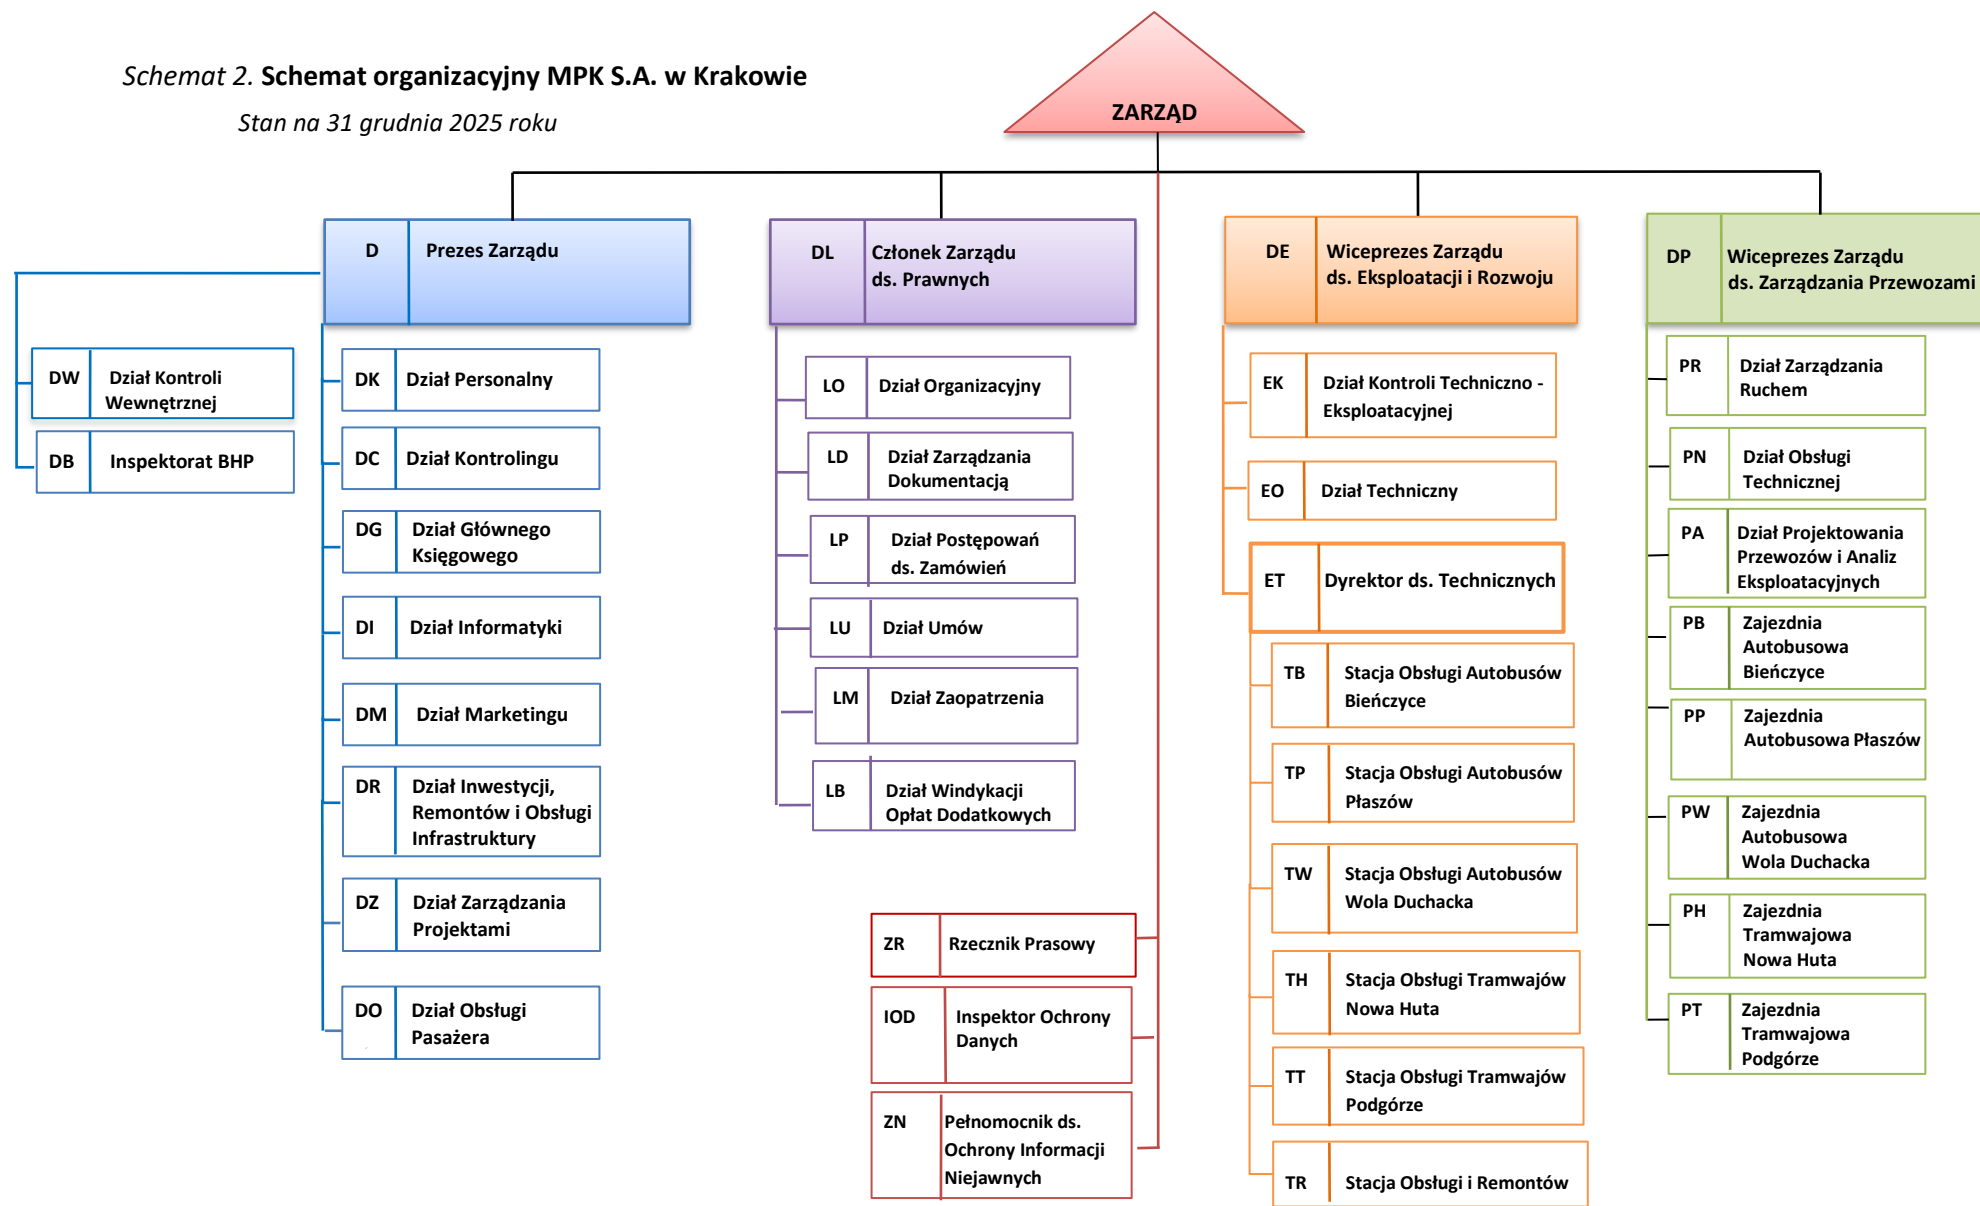 Schemat 2. Schemat organizacyjny MPK S.A. w Krakowie
Stan na 31 grudnia 2025 roku
ZARZĄD
D Prezes Zarządu
DW Dział Kontroli
Wewnętrznej
DB Inspektorat BHP
DK Dział Personalny
DC Dział Kontrolingu
DG Dział Głównego
Księgowego
DI Dział Informatyki
DM Dział Marketingu
DR Dział Inwestycji,
Remontów i Obsługi
Infrastruktury
DZ Dział Zarządzania
Projektami
DO Dział Obsługi
Pasażera
DL Członek Zarządu
ds. Prawnych
LO Dział Organizacyjny
LD Dział Zarządzania
Dokumentacją
LP Dział Postępowań
ds. Zamówień
LU Dział Umów
LM Dział Zaopatrzenia
LB Dział Windykacji
Opłat Dodatkowych
ZR Rzecznik Prasowy
IOD Inspektor Ochrony
Danych
ZN Pełnomocnik ds.
Ochrony Informacji
Niejawnych
DE Wiceprezes Zarządu
ds. Eksploatacji i Rozwoju
EK Dział Kontroli Techniczno -
Eksploatacyjnej
EO Dział Techniczny
ET Dyrektor ds. Technicznych
TB Stacja Obsługi Autobusów
Bieńczyce
TP Stacja Obsługi Autobusów
Płaszów
TW Stacja Obsługi Autobusów
Wola Duchacka
TH Stacja Obsługi Tramwajów
Nowa Huta
TT Stacja Obsługi Tramwajów
Podgórze
TR Stacja Obsługi i Remontów
DP Wiceprezes Zarządu
ds. Zarządzania Przewozami
PR Dział Zarządzania
Ruchem
PN Dział Obsługi
Technicznej
PA Dział Projektowania
Przewozów i Analiz
Eksploatacyjnych
PB Zajezdnia
Autobusowa
Bieńczyce
PP Zajezdnia
Autobusowa Płaszów
PW Zajezdnia
Autobusowa
Wola Duchacka
PH Zajezdnia
Tramwajowa
Nowa Huta
PT Zajezdnia
Tramwajowa
Podgórze